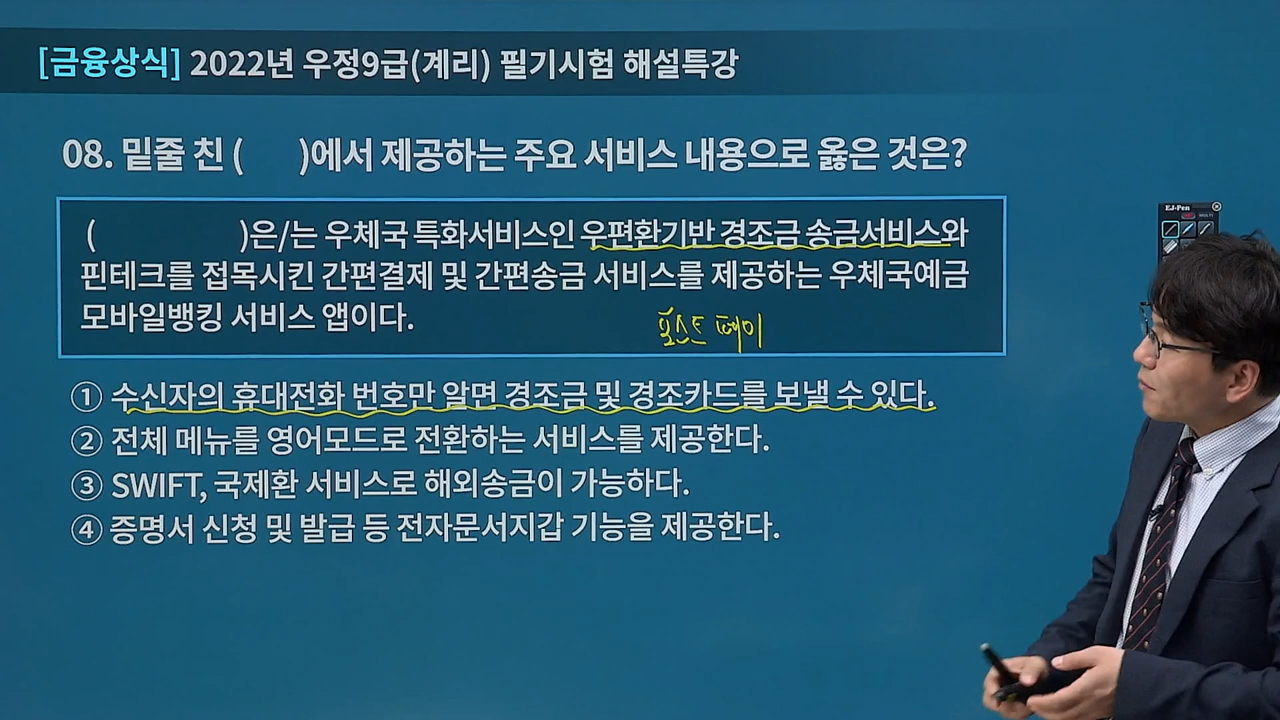 [금융상식] 2022년 우정9급(계리) 필기시험 해설특강
08. 밑줄 친 (      )에서 제공하는 주요 서비스 내용으로 옳은 것은?
(            )은/는 우체국 특화서비스인 우편환기반 경조금 송금서비스와
핀테크를 접목시킨 간편결제 및 간편송금 서비스를 제공하는 우체국예금
모바일뱅킹 서비스 앱이다.
포스트 페이
① 수신자의 휴대전화 번호만 알면 경조금 및 경조카드를 보낼 수 있다.
② 전체 메뉴를 영어모드로 전환하는 서비스를 제공한다.
③ SWIFT, 국제환 서비스로 해외송금이 가능하다.
④ 증명서 신청 및 발급 등 전자문서지갑 기능을 제공한다.
EJ-Pen